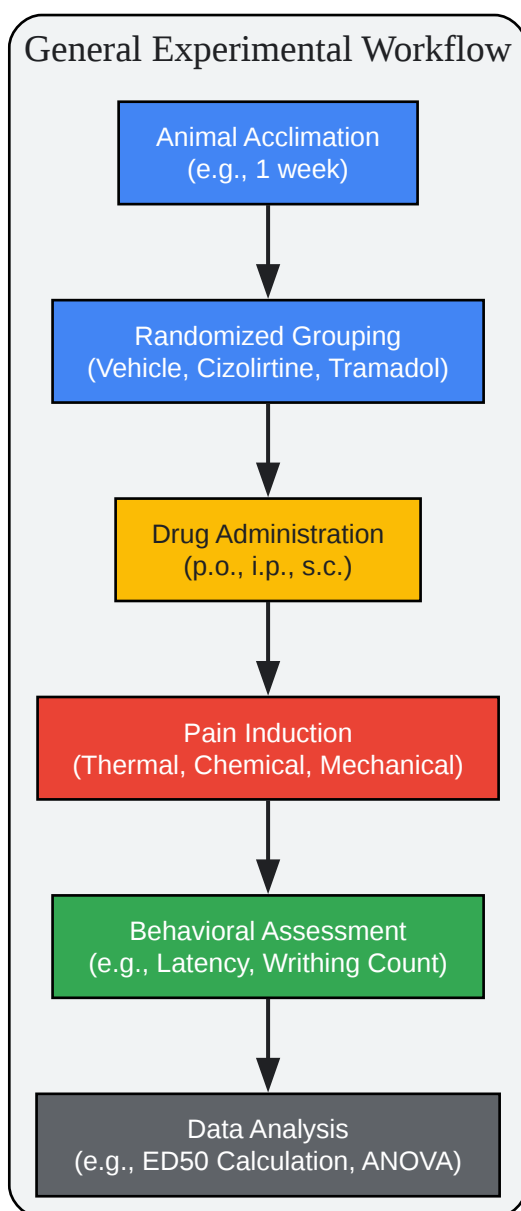 General Experimental Workflow
Animal Acclimation
(e.g., 1 week)
Randomized Grouping
(Vehicle, Cizolirtine, Tramadol)
Drug Administration
(p.o., i.p., s.c.)
Pain Induction
(Thermal, Chemical, Mechanical)
Behavioral Assessment
(e.g., Latency, Writhing Count)
Data Analysis
(e.g., ED50 Calculation, ANOVA)